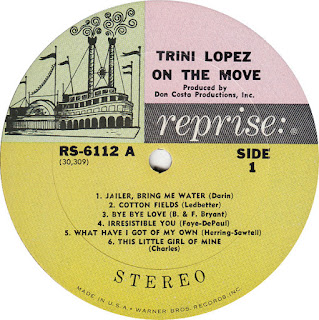 TRINI LOPEZ
ON THE MOVE
Produced by
Don Costa Productions, Inc.
reprise:
RS-6112 A
(30,309)
SIDE
1
1. JAILER, BRING ME WATER (Darin)
2. COTTON FIELDS (Ledbetter)
3. BYE BYE LOVE (B. & F. Bryant)
4. IRRESISTIBLE YOU (Faye-DePaul)
5. WHAT HAVE I GOT OF MY OWN (Herring-Sawtell)
6. THIS LITTLE GIRL OF MINE
(Charles)
STEREO
MADE IN U.S.A. • WARNER BROS. RECORDS, INC.